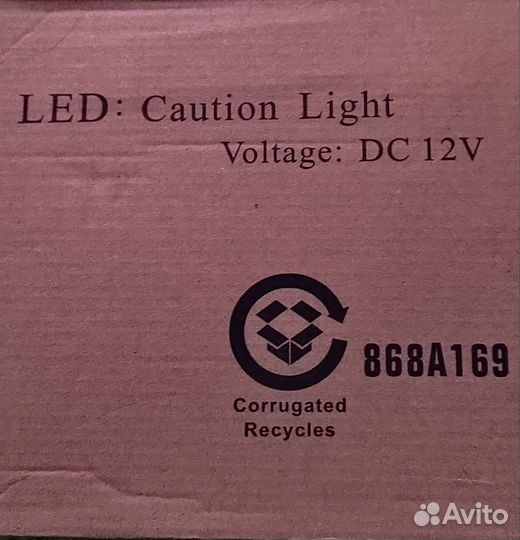 LED: Caution Light
Voltage: DC 12V
868A169
Corrugated
Recycles
Avito